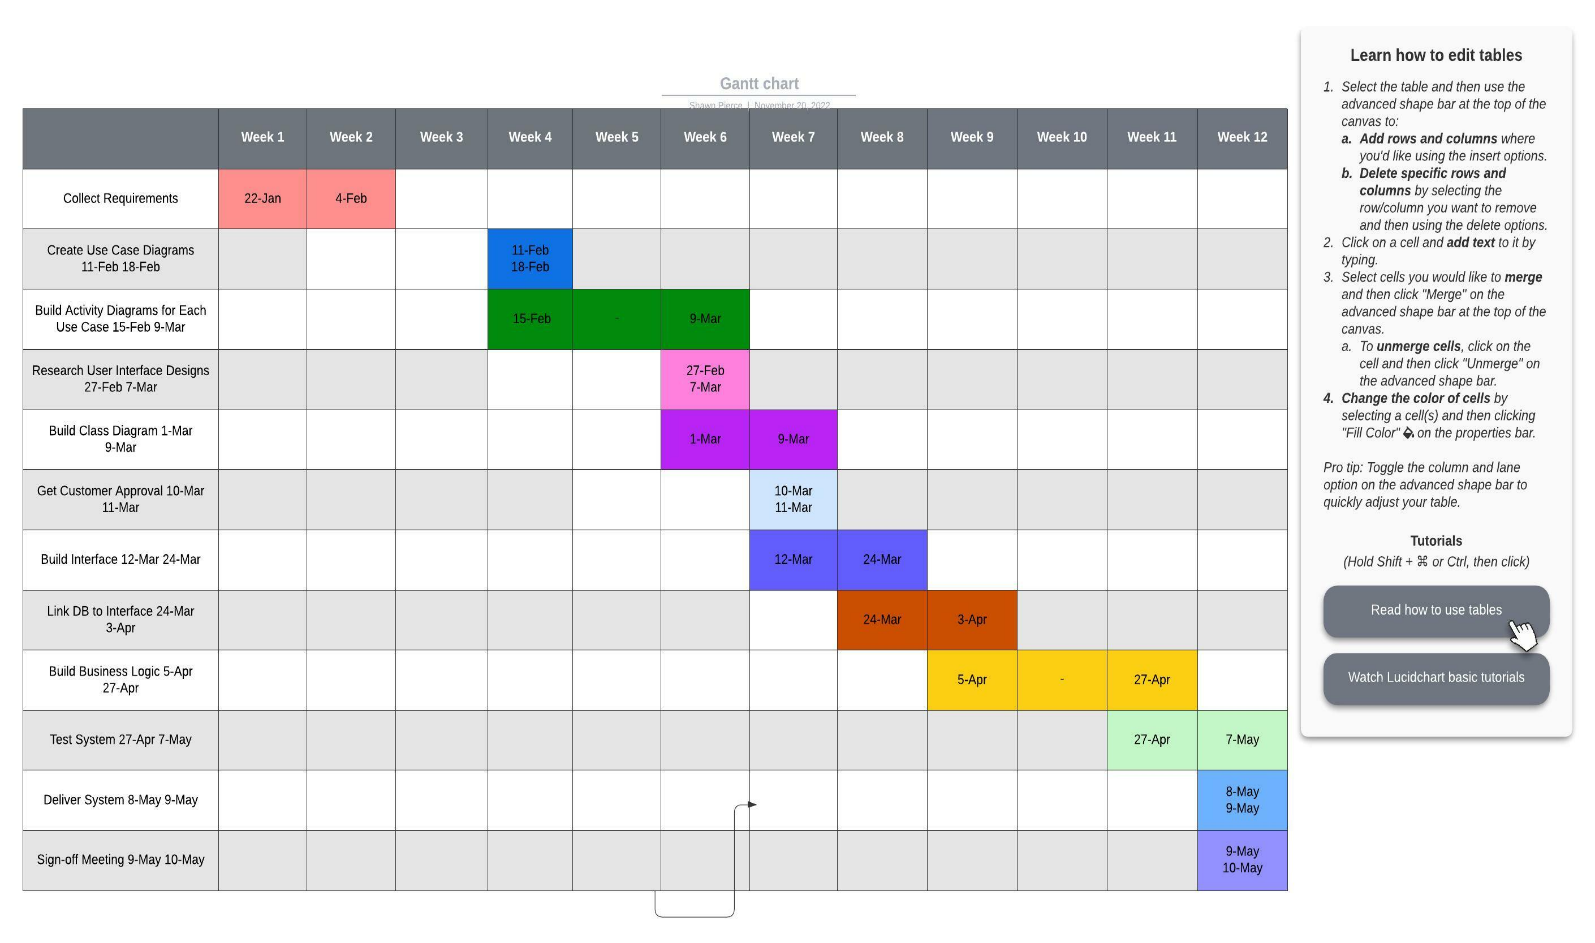 Gantt chart
Shawn Pierce | November 20, 2022
Week 1 Week 2 Week 3 Week 4 Week 5 Week 6 Week 7 Week 8 Week 9 Week 10 Week 11 Week 12
Collect Requirements 22-Jan 4-Feb
Create Use Case Diagrams
11-Feb 18-Feb
11-Feb
18-Feb
Build Activity Diagrams for Each
Use Case 15-Feb 9-Mar
15-Feb - 9-Mar
Research User Interface Designs
27-Feb 7-Mar
27-Feb
7-Mar
Build Class Diagram 1-Mar
9-Mar
1-Mar 9-Mar
Get Customer Approval 10-Mar
11-Mar
10-Mar
11-Mar
Build Interface 12-Mar 24-Mar 12-Mar 24-Mar
Link DB to Interface 24-Mar
3-Apr
24-Mar 3-Apr
Build Business Logic 5-Apr
27-Apr
5-Apr - 27-Apr
Test System 27-Apr 7-May 27-Apr 7-May
Deliver System 8-May 9-May
8-May
9-May
Sign-off Meeting 9-May 10-May
9-May
10-May
Learn how to edit tables
1. Select the table and then use the
advanced shape bar at the top of the
canvas to:
a. Add rows and columns where
you'd like using the insert options.
b. Delete specific rows and
columns by selecting the
row/column you want to remove
and then using the delete options.
2. Click on a cell and add text to it by
typing.
3. Select cells you would like to merge
and then click "Merge" on the
advanced shape bar at the top of the
canvas.
a. To unmerge cells, click on the
cell and then click "Unmerge" on
the advanced shape bar.
4. Change the color of cells by
selecting a cell(s) and then clicking
"Fill Color" on the properties bar.
Pro tip: Toggle the column and lane
option on the advanced shape bar to
quickly adjust your table.
Tutorials
(Hold Shift + ⌘ or Ctrl, then click)
Read how to use tables
Watch Lucidchart basic tutorials